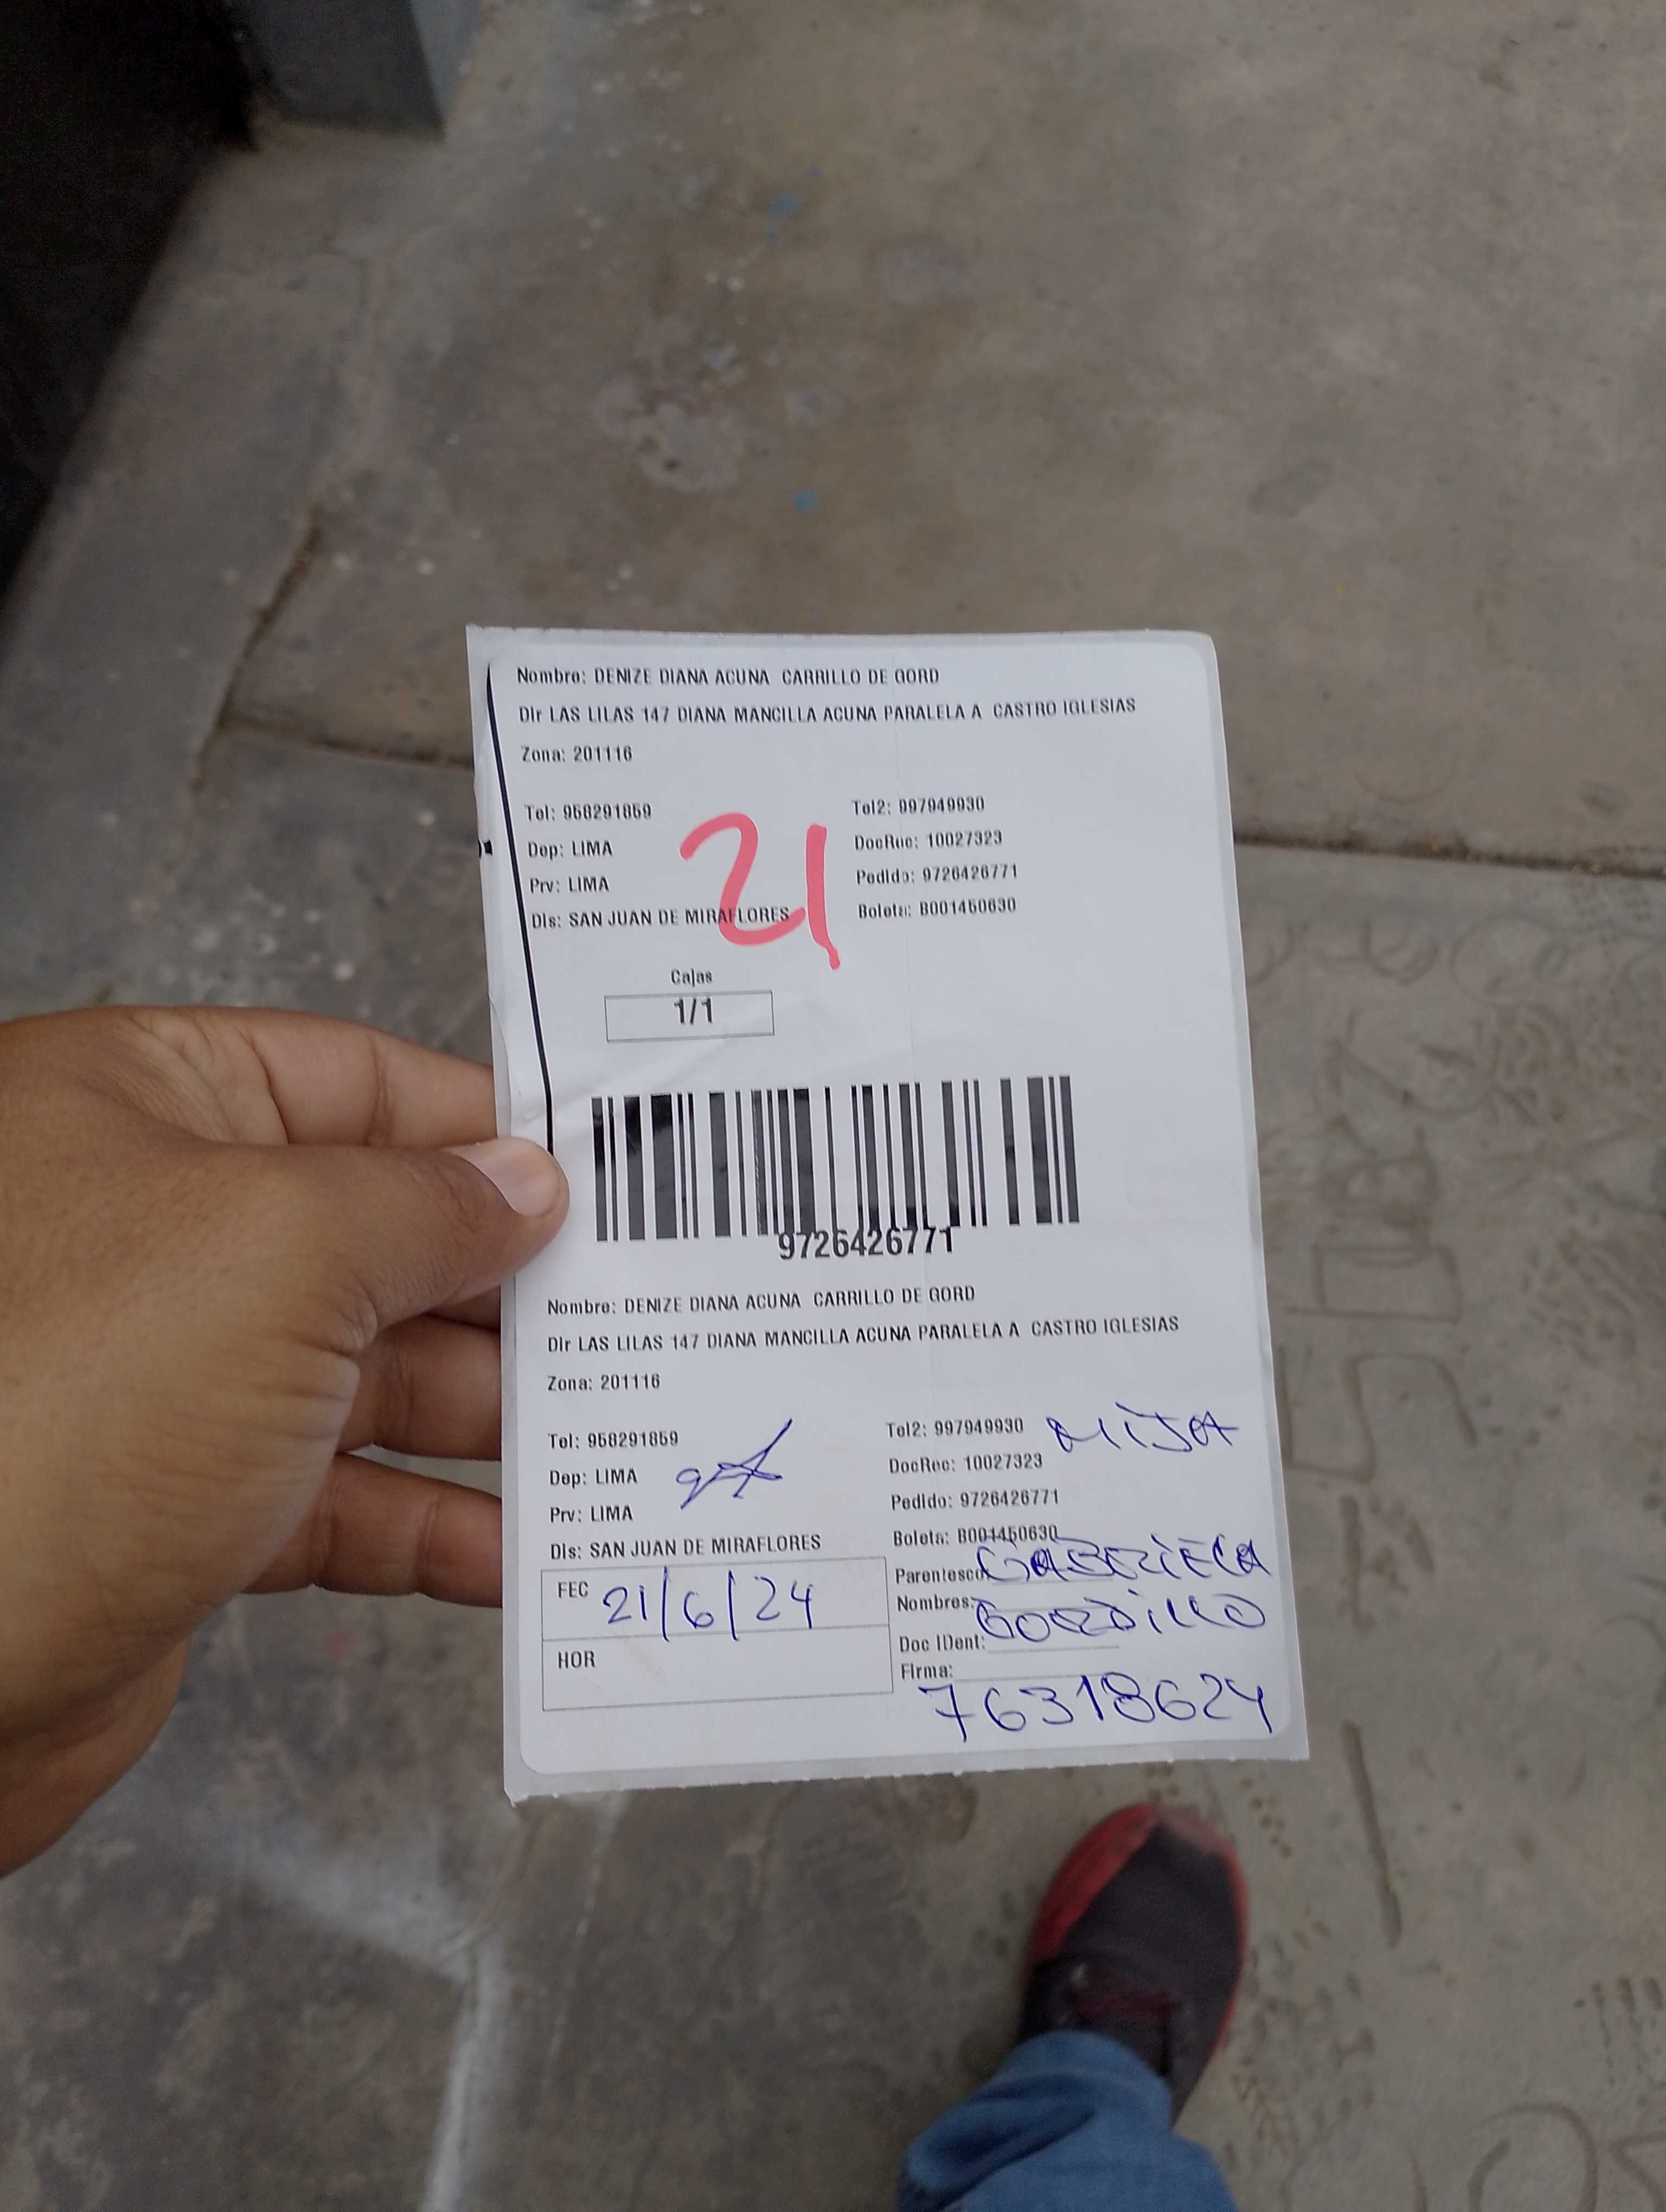 Nombre: DENIZE DIANA ACUNA CARRILLO DE GORD
Dir LAS LILAS 147 DIANA MANCILLA ACUNA PARALELA A CASTRO IGLESIAS
Zona: 201116
Tel: 958291859 Tel2: 997949930
Dep: LIMA DocRec: 10027323
Prv: LIMA Pedido: 9726426771
Dis: SAN JUAN DE MIRAFLORES Boleta: B001450630
21
Cajas
1/1
9726426771
Nombre: DENIZE DIANA ACUNA CARRILLO DE GORD
Dir LAS LILAS 147 DIANA MANCILLA ACUNA PARALELA A CASTRO IGLESIAS
Zona: 201116
Tel: 958291859 Tel2: 997949930
Dep: LIMA DocRec: 10027323
Prv: LIMA Pedido: 9726426771
Dis: SAN JUAN DE MIRAFLORES Boleta: B001450630
FEC 21/6/24
HOR
Parentesco: GABRIELA
Nombres: GORDILLO
Doc IDent:
Firma:
76318624